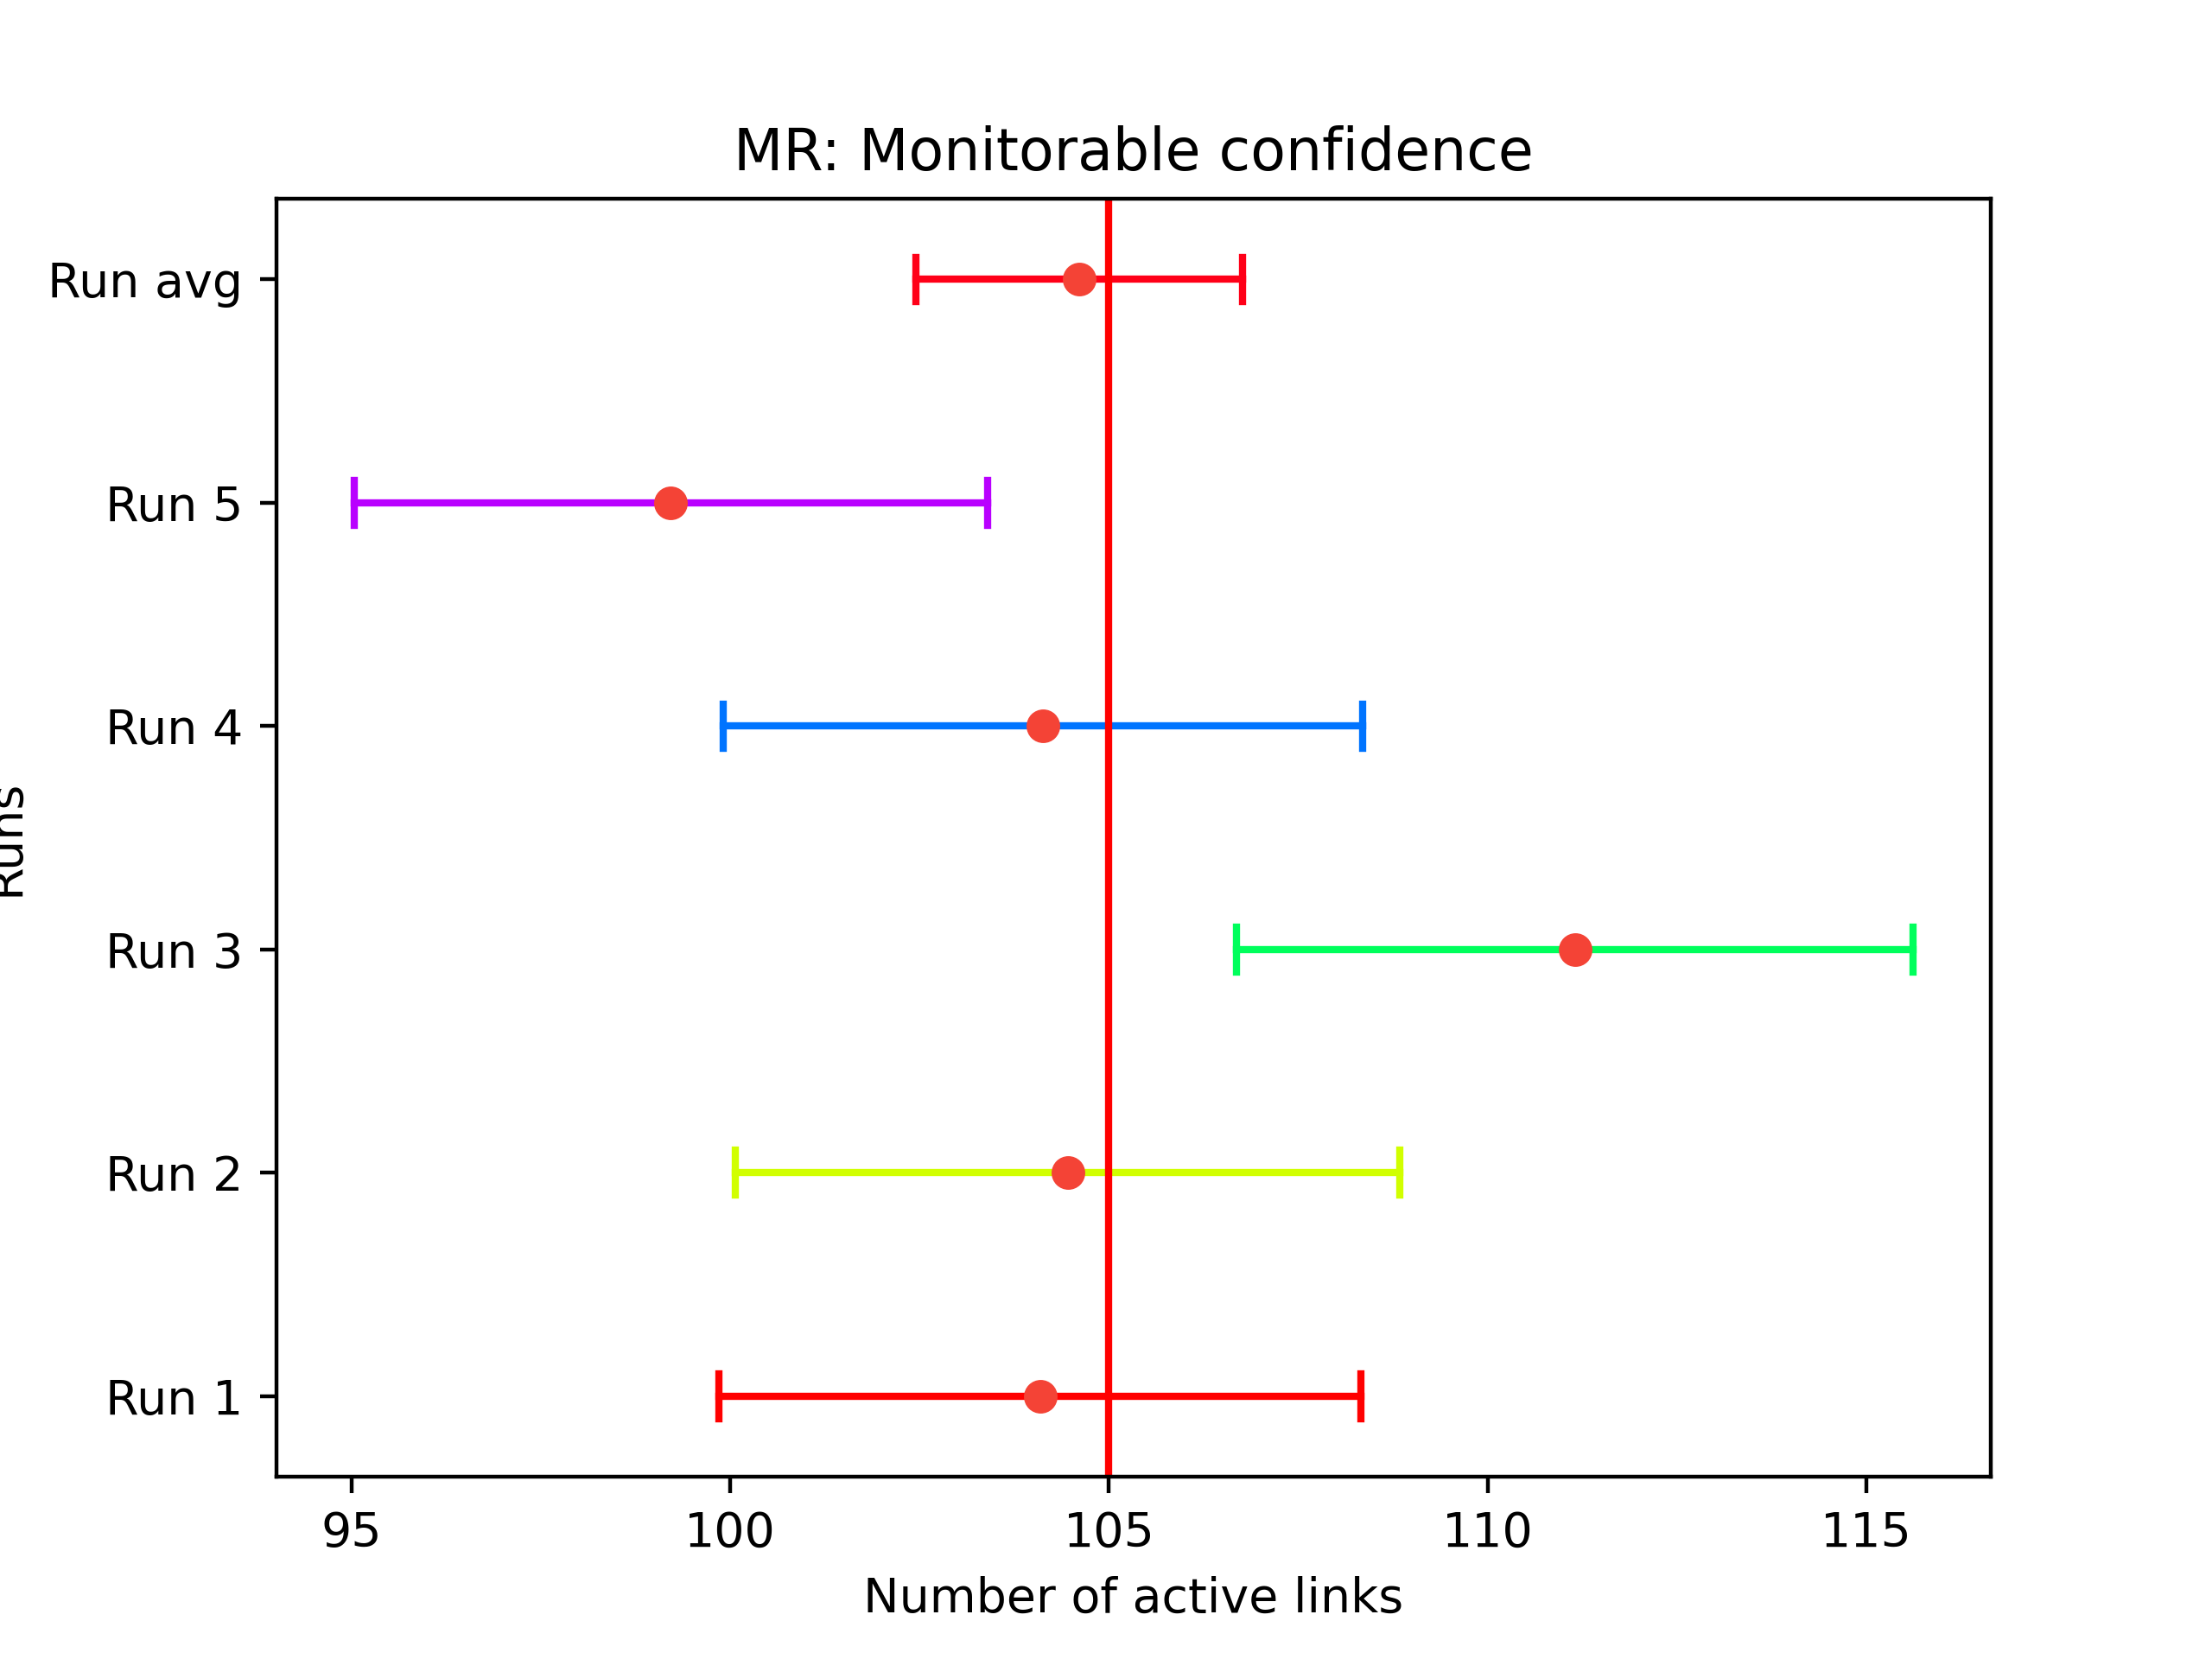 MR: Monitorable confidence
Run avg
Run 5
Run 4
Runs
Run 3
Run 2
Run 1
95 100 105 110 115
Number of active links